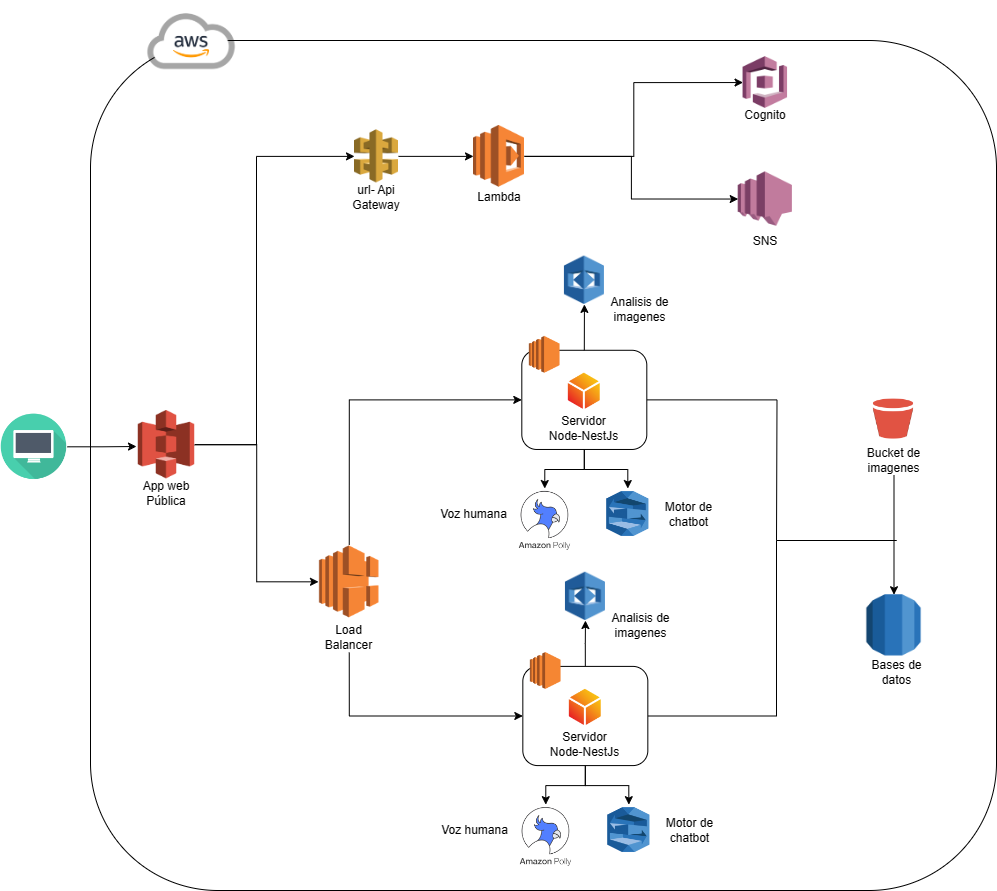 aws
Cognito
url- Api
Gateway
Lambda
SNS
Analisis de
imagenes
Servidor
Node-NestJs
Bucket de
imagenes
App web
Pública
Voz humana
Motor de
chatbot
Amazon Polly
Analisis de
imagenes
Load
Balancer
Bases de
datos
Servidor
Node-NestJs
Voz humana
Motor de
chatbot
Amazon Polly